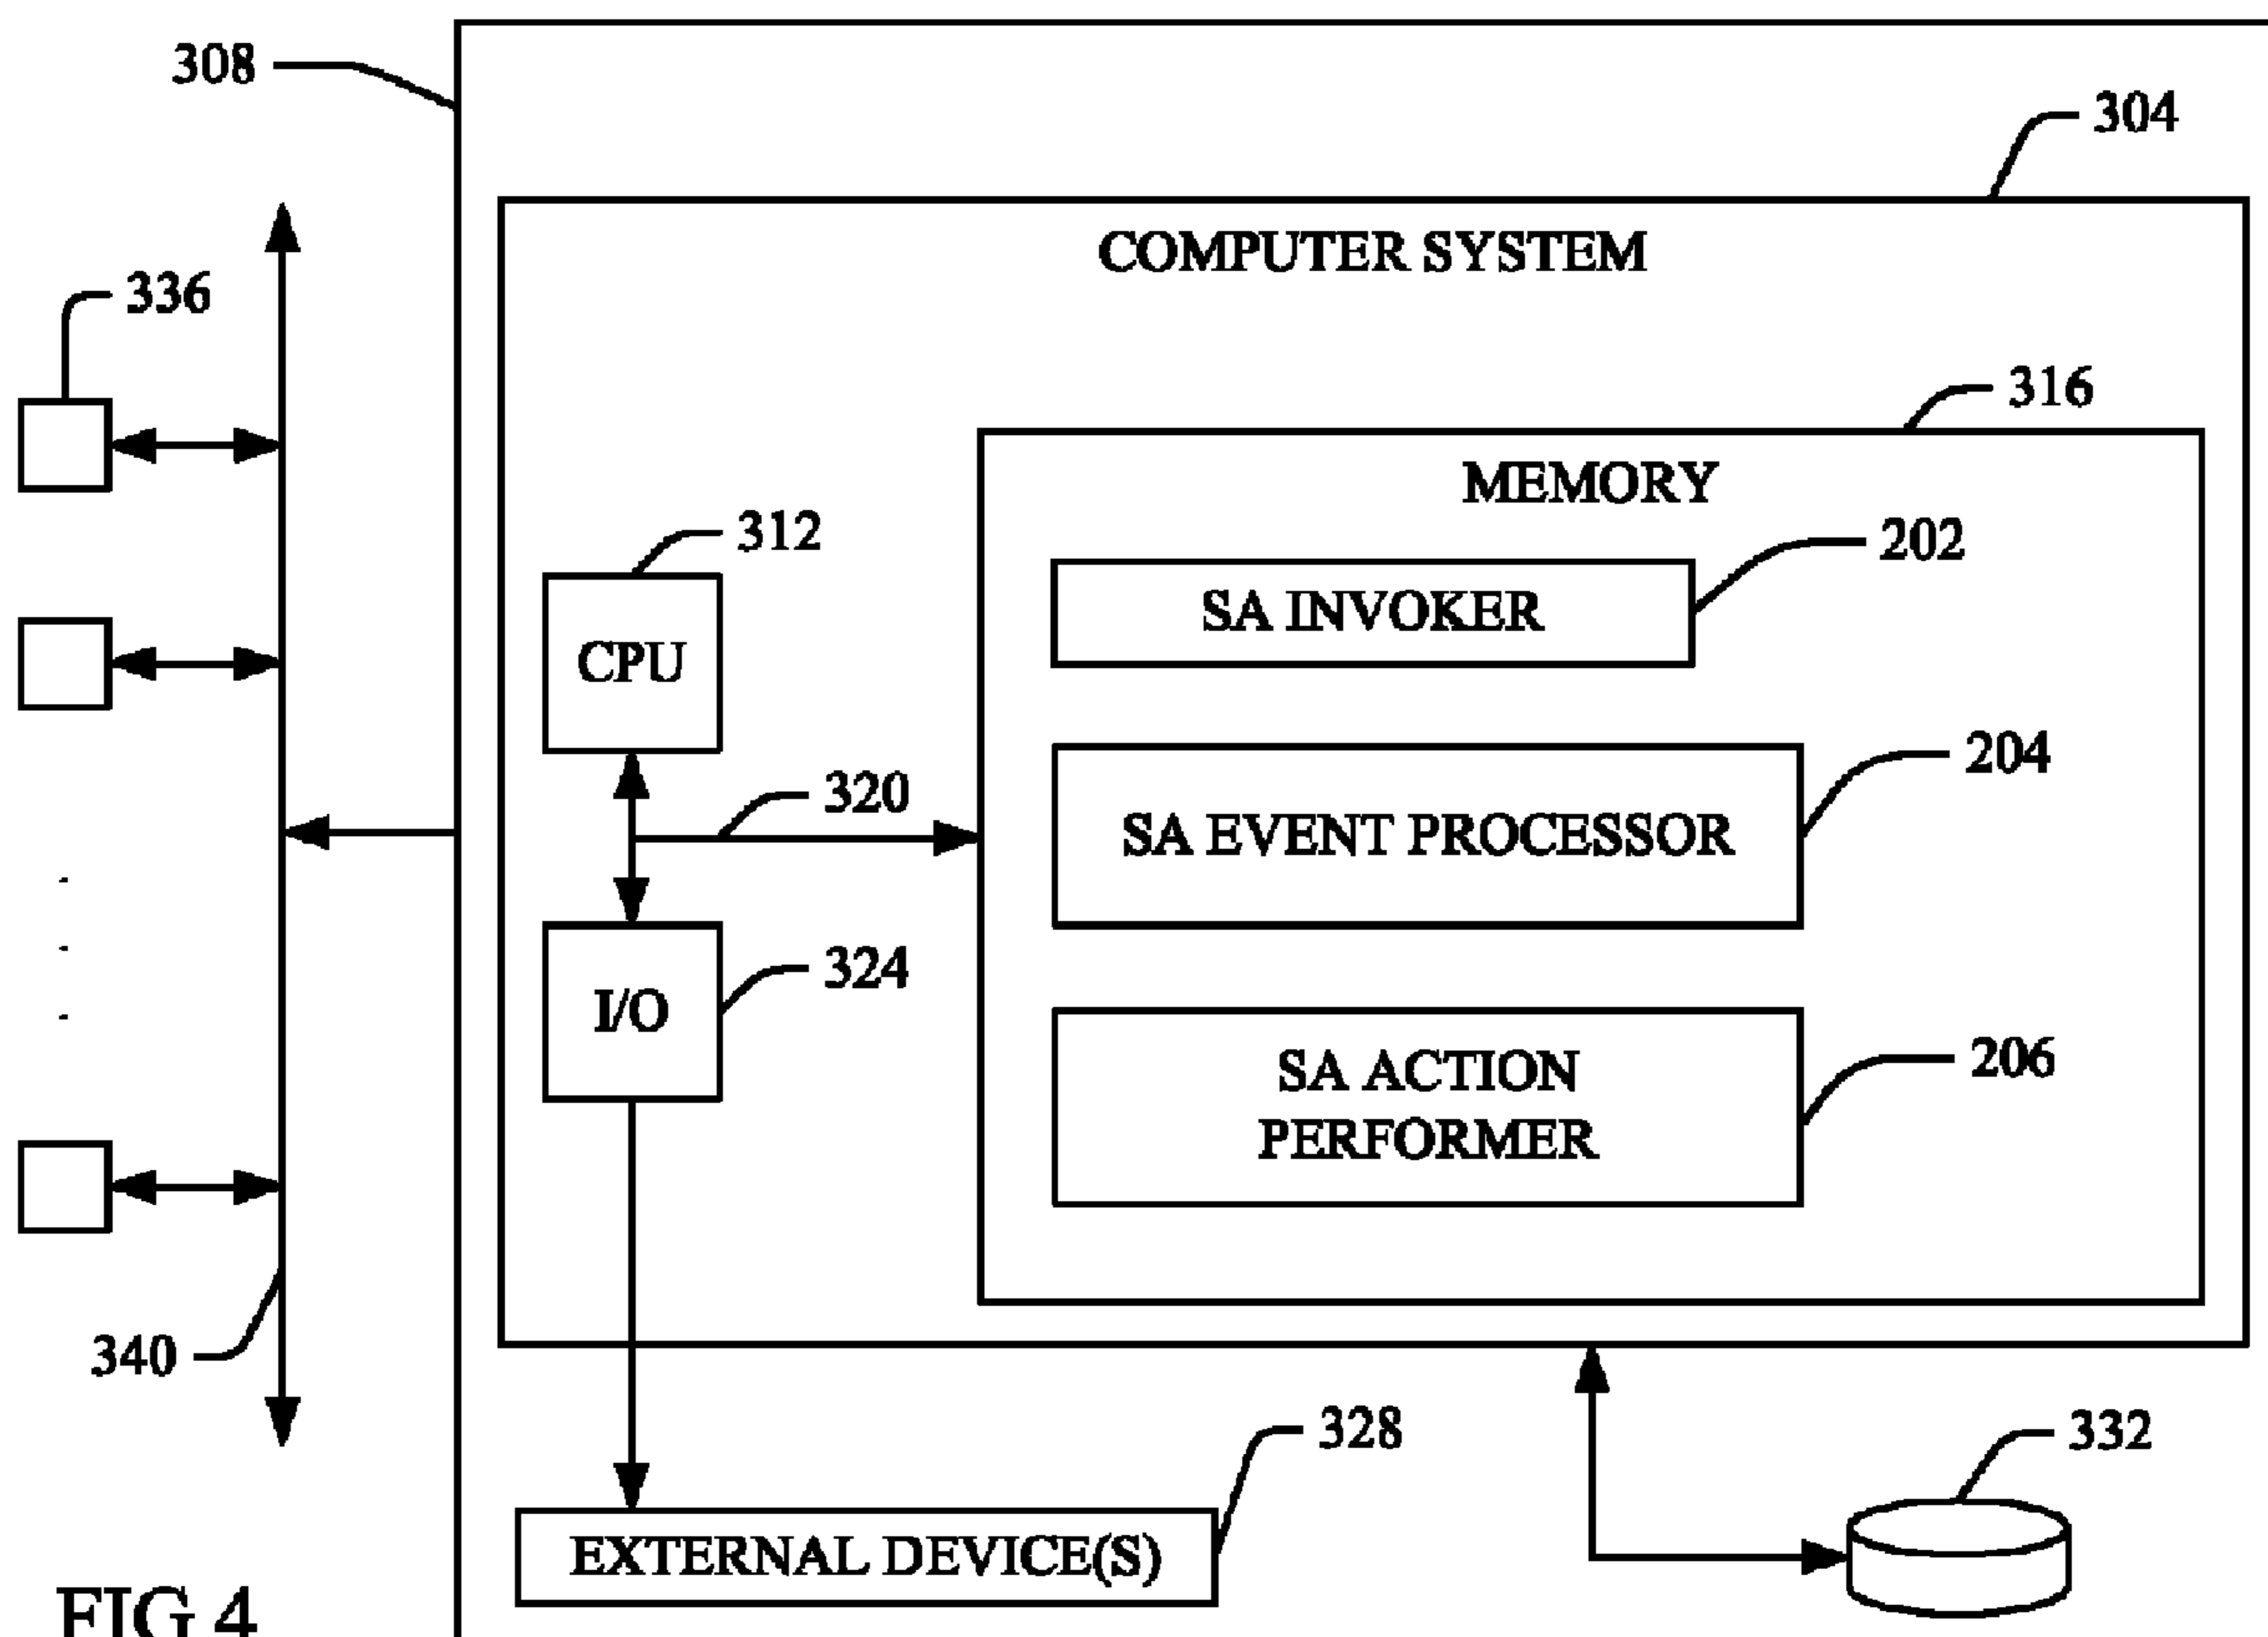 308
304
COMPUTER SYSTEM
336
316
MEMORY
312
202
SA INVOKER
CPU
204
320
SA EVENT PROCESSOR
324
I/O
206
SA ACTION
PERFORMER
340
328
332
EXTERNAL DEVICE(S)
FIG 4